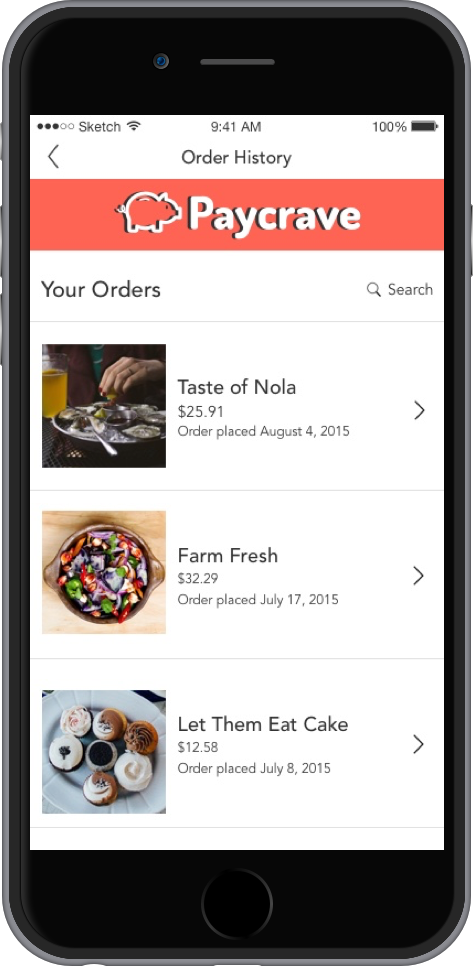 Sketch 9:41 AM 100%
Order History
Paycrave
Your Orders Search
Taste of Nola
$25.91
Order placed August 4, 2015
Farm Fresh
$32.29
Order placed July 17, 2015
Let Them Eat Cake
$12.58
Order placed July 8, 2015